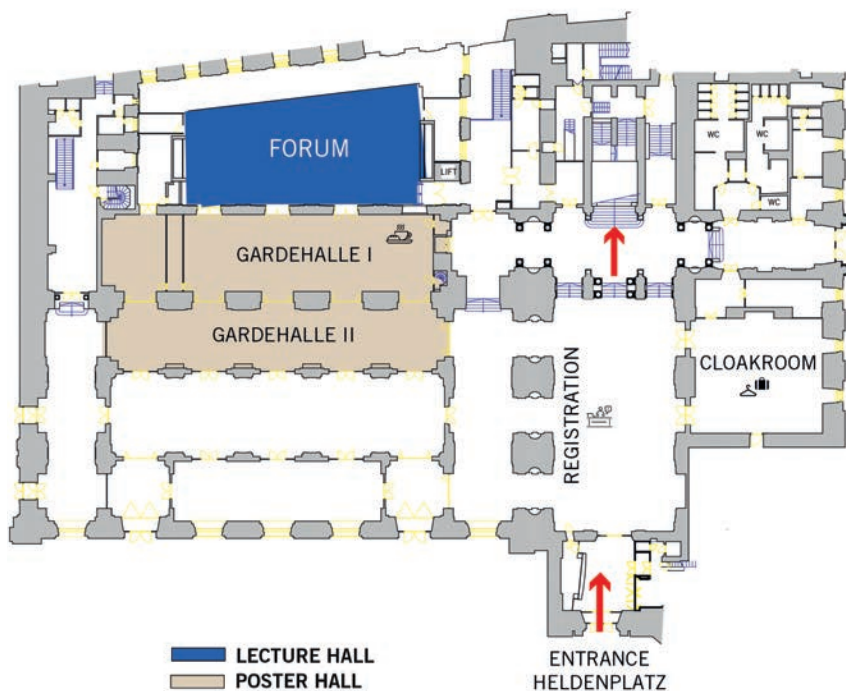 FORUM
LIFT
WC
WC
WC
GARDEHALLE I
GARDEHALLE II
REGISTRATION
CLOAKROOM
LECTURE HALL
POSTER HALL
ENTRANCE
HELDENPLATZ